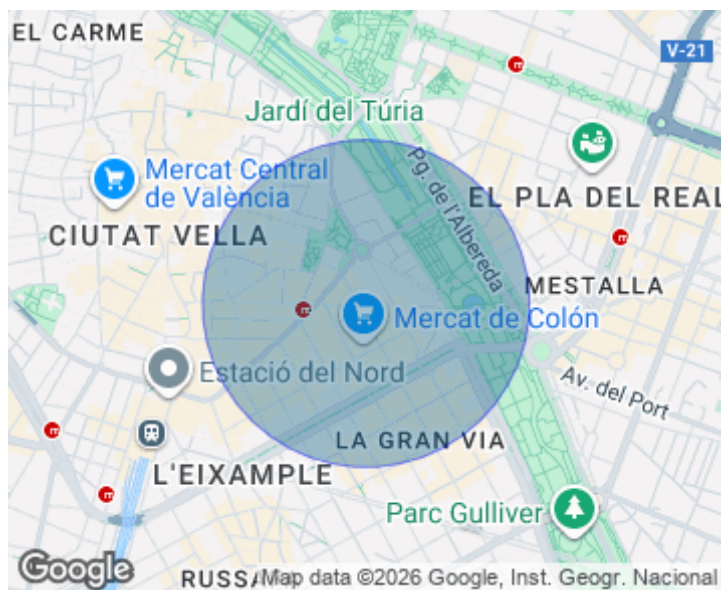 EL CARME
V-21
Jardí del Túria
Mercat Central
de València
Pg. de l'Albereda
EL PLA DEL REAL
CIUTAT VELLA
MESTALLA
Mercat de Colón
Estació del Nord
Av. del Port
LA GRAN VIA
L'EIXAMPLE
Parc Gulliver
Google
RUSSA
Map data ©2026 Google, Inst. Geogr. Nacional